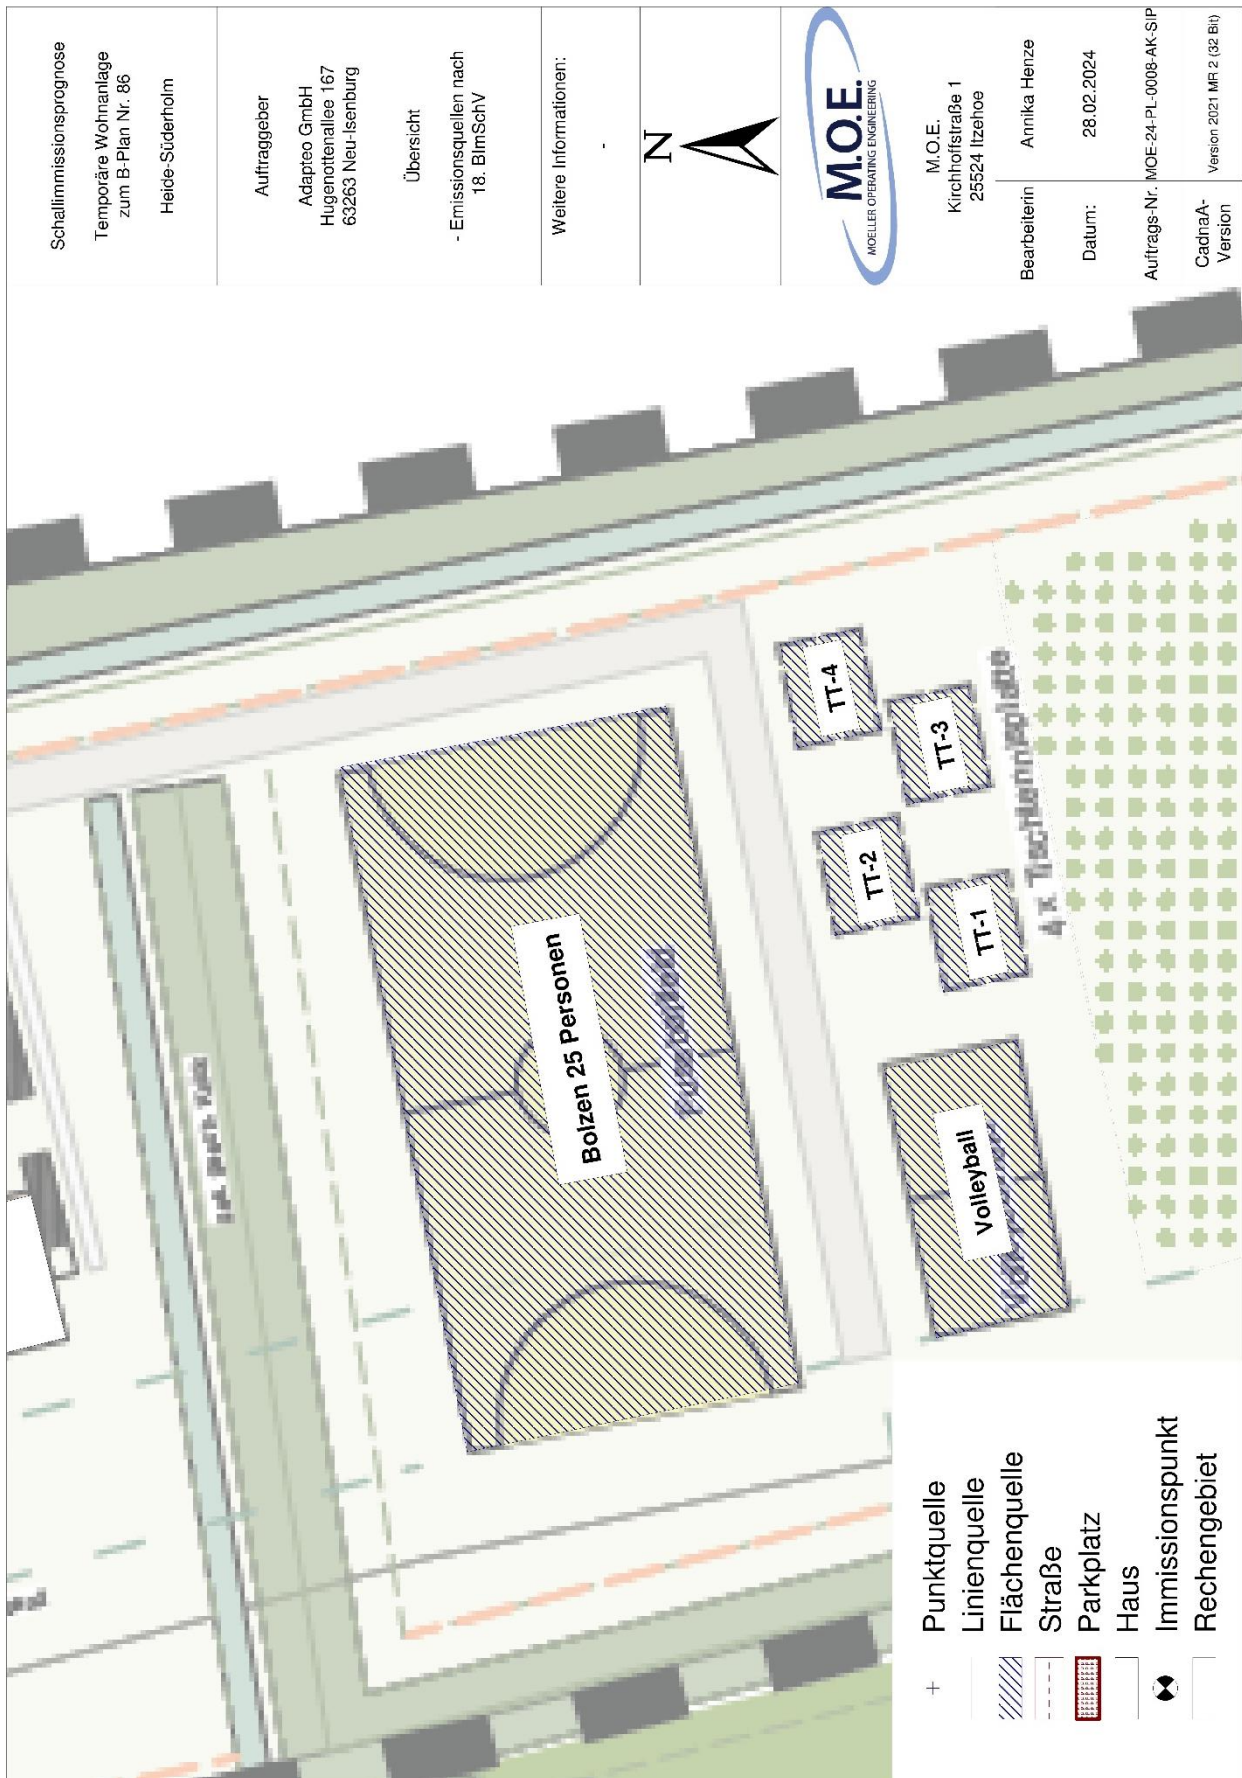 Schallimmissionsprognose
Temporäre Wohnanlage
zum B-Plan Nr. 86
Heide-Süderholm
Auftraggeber
Adapteo GmbH
Hugenottenallee 167
63263 Neu-Isenburg
Übersicht
- Emissionsquellen nach
18. BImSchV
Weitere Informationen:
-
N
M.O.E.
MOELLER OPERATING ENGINEERING
M.O.E.
Kirchhoffstraße 1
25524 Itzehoe
Bearbeiterin Annika Henze
Datum: 28.02.2024
Auftrags-Nr. MOE-24-PL-0008-AK-SIP
CadnaA-
Version
Version 2021 MR 2 (32 Bit)
Bolzen 25 Personen
TT-4
TT-3
TT-2
TT-1
4 x Tischtennisplatte
Volleyball
Punktquelle
Linienquelle
Flächenquelle
Straße
Parkplatz
Haus
Immissionspunkt
Rechengebiet